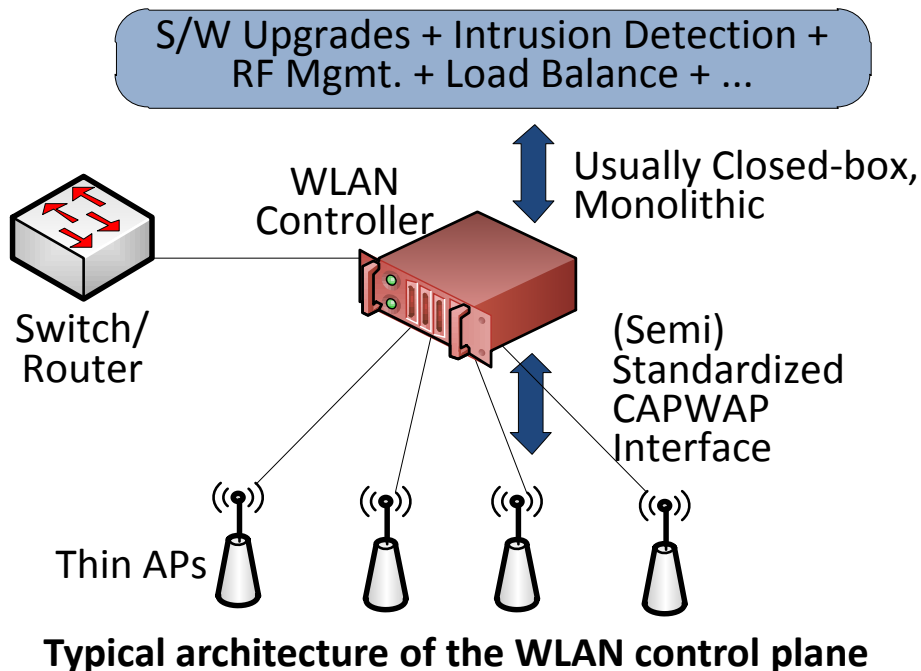 S/W Upgrades + Intrusion Detection +
RF Mgmt. + Load Balance + ...
Usually Closed-box,
Monolithic
WLAN
Controller
Switch/
Router
(Semi)
Standardized
CAPWAP
Interface
Thin APs
Typical architecture of the WLAN control plane